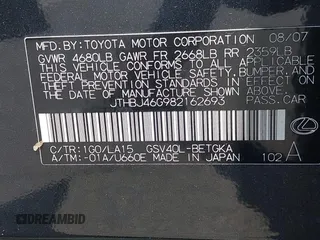 MFD. BY: TOYOTA MOTOR CORPORATION 08/07
GVWR 4680LB GAWR FR 2668LB RR 2359LB
THIS VEHICLE CONFORMS TO ALL APPLICABLE
FEDERAL MOTOR VEHICLE SAFETY, BUMPER, AND
THEFT PREVENTION STANDARDS IN EFFECT ON
THE DATE OF MANUFACTURE SHOWN ABOVE.
JTHBJ46G982162693 PASS.CAR
C/TR:1G0/LA15 GSV40L-BETGKA
A/TM:-01A/U660E MADE IN JAPAN 102 A
DREAMBID